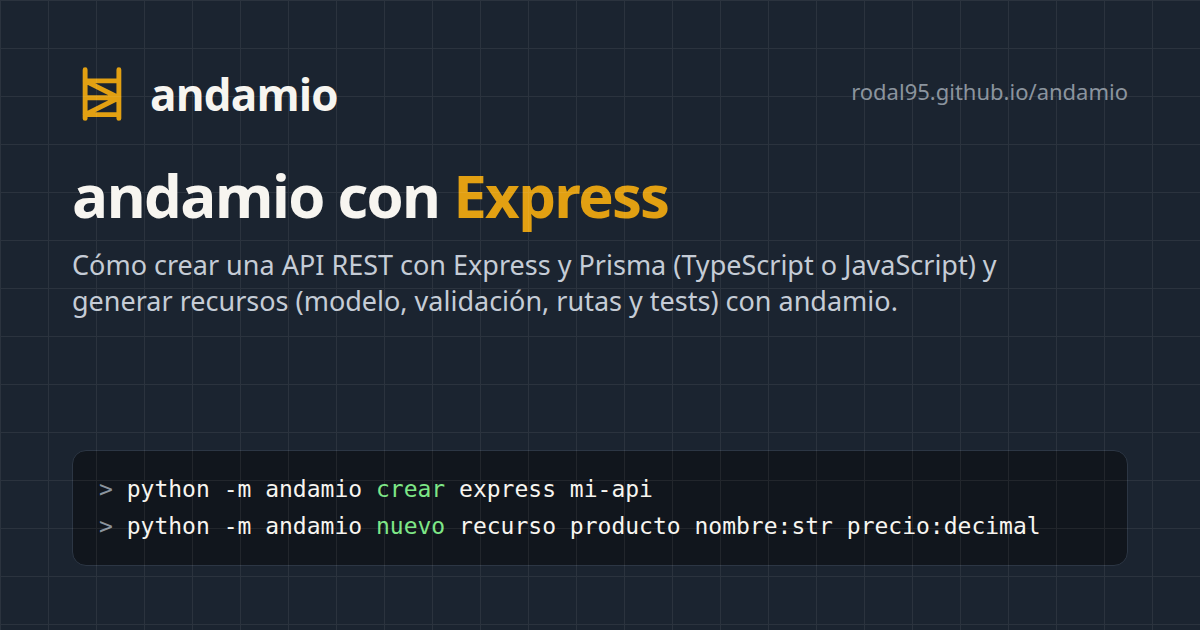 andamio
rodal95.github.io/andamio
andamio con Express
Cómo crear una API REST con Express y Prisma (TypeScript o JavaScript) y
generar recursos (modelo, validación, rutas y tests) con andamio.
> python -m andamio crear express mi-api
> python -m andamio nuevo recurso producto nombre:str precio:decimal